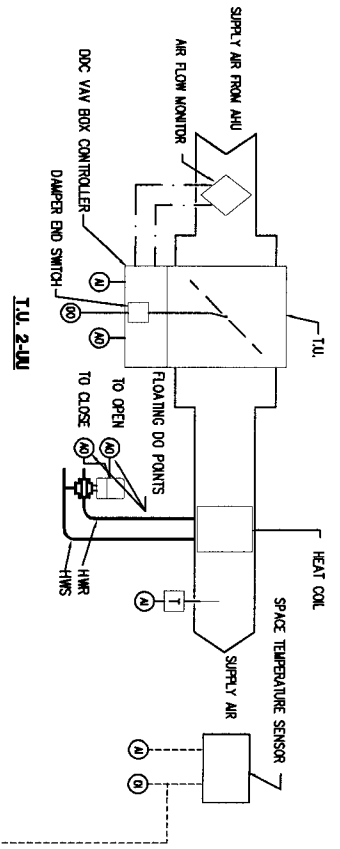 SUPPLY AIR FROM AHU
AIR FLOW MONITOR
DDC VAV BOX CONTROLLER
DAMPER END SWITCH
AI
DO
AO
T.U.
FLOATING DO POINTS
TO OPEN
TO CLOSE
AO
AO
HWR
HWS
HEAT COIL
T
AI
SUPPLY AIR
SPACE TEMPERATURE SENSOR
AI
DI
T.U. 2-UU